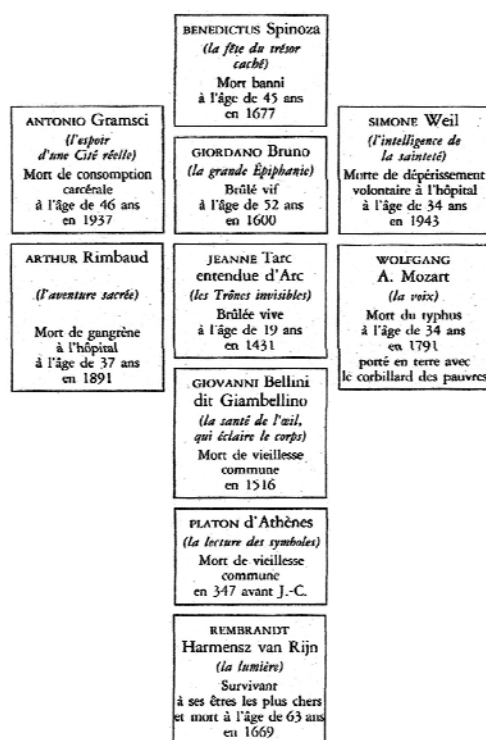 BENEDICTUS Spinoza
(la fête du trésor
caché)
Mort banni
à l'âge de 45 ans
en 1677
ANTONIO Gramsci
(l'espoir
d'une Cité réelle)
Mort de consomption
carcérale
à l'âge de 46 ans
en 1937
GIORDANO Bruno
(la grande Épiphanie)
Brûlé vif
à l'âge de 52 ans
en 1600
SIMONE Weil
(l'intelligence de
la sainteté)
Morte de dépérissement
volontaire à l'hôpital
à l'âge de 34 ans
en 1943
ARTHUR Rimbaud
(l'aventure sacrée)
Mort de gangrène
à l'hôpital
à l'âge de 37 ans
en 1891
JEANNE Tarc
entendue d'Arc
(les Trônes invisibles)
Brûlée vive
à l'âge de 19 ans
en 1431
WOLFGANG
A. Mozart
(la voix)
Mort du typhus
à l'âge de 34 ans
en 1791
porté en terre avec
le corbillard des pauvres
GIOVANNI Bellini
dit Giambellino
(la santé de l'œil,
qui éclaire le corps)
Mort de vieillesse
commune
en 1516
PLATON d'Athènes
(la lecture des symboles)
Mort de vieillesse
commune
en 347 avant J.-C.
REMBRANDT
Harmensz van Rijn
(la lumière)
Survivant
à ses êtres les plus chers
et mort à l'âge de 63 ans
en 1669